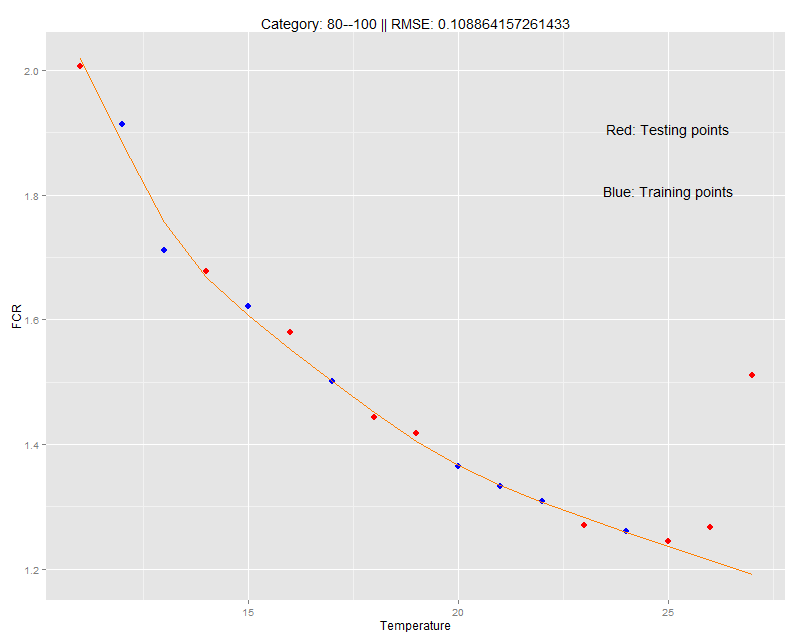 Category: 80--100 || RMSE: 0.108864157261433
Red: Testing points
Blue: Training points
2.0
1.8
1.6
1.4
1.2
FCR
15
20
25
Temperature